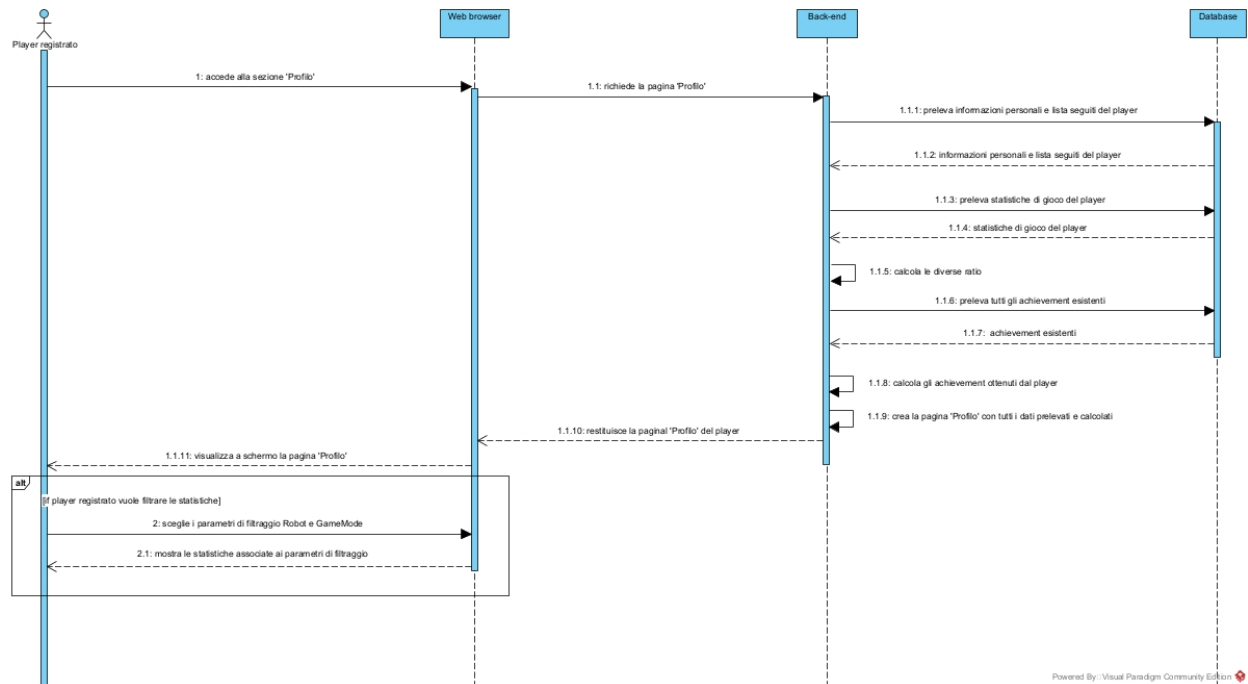 Web browser
Back-end
Database
Player registrato
1: accede alla sezione 'Profilo'
1.1: richiede la pagina 'Profilo'
1.1.1: preleva informazioni personali e lista seguiti del player
1.1.2: informazioni personali e lista seguiti del player
1.1.3: preleva statistiche di gioco del player
1.1.4: statistiche di gioco del player
1.1.5: calcola le diverse ratio
1.1.6: preleva tutti gli achievement esistenti
1.1.7: achievement esistenti
1.1.8: calcola gli achievement ottenuti dal player
1.1.9: crea la pagina 'Profilo' con tutti i dati prelevati e calcolati
1.1.10: restituisce la paginal 'Profilo' del player
1.1.11: visualizza a schermo la pagina 'Profilo'
alt
[if player registrato vuole filtrare le statistiche]
2: sceglie i parametri di filtraggio Robot e GameMode
2.1: mostra le statistiche associate ai parametri di filtraggio
Powered By Visual Paradigm Community Edition